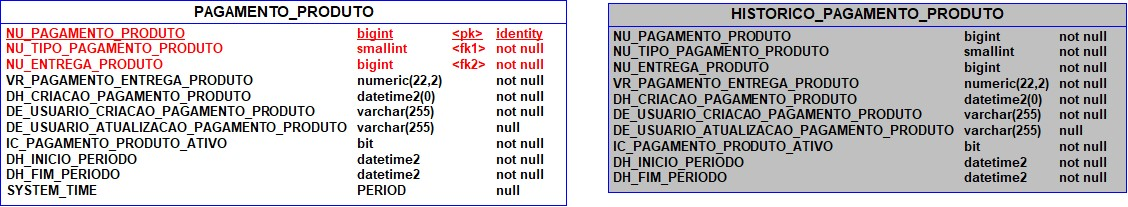 PAGAMENTO_PRODUTO
NU_PAGAMENTO_PRODUTO bigint <pk> identity
NU_TIPO_PAGAMENTO_PRODUTO smallint <fk1> not null
NU_ENTREGA_PRODUTO bigint <fk2> not null
VR_PAGAMENTO_ENTREGA_PRODUTO numeric(22,2) not null
DH_CRIACAO_PAGAMENTO_PRODUTO datetime2(0) not null
DE_USUARIO_CRIACAO_PAGAMENTO_PRODUTO varchar(255) not null
DE_USUARIO_ATUALIZACAO_PAGAMENTO_PRODUTO varchar(255) null
IC_PAGAMENTO_PRODUTO_ATIVO bit not null
DH_INICIO_PERIODO datetime2 not null
DH_FIM_PERIODO datetime2 not null
SYSTEM_TIME PERIOD null
HISTORICO_PAGAMENTO_PRODUTO
NU_PAGAMENTO_PRODUTO bigint not null
NU_TIPO_PAGAMENTO_PRODUTO smallint not null
NU_ENTREGA_PRODUTO bigint not null
VR_PAGAMENTO_ENTREGA_PRODUTO numeric(22,2) not null
DH_CRIACAO_PAGAMENTO_PRODUTO datetime2(0) not null
DE_USUARIO_CRIACAO_PAGAMENTO_PRODUTO varchar(255) not null
DE_USUARIO_ATUALIZACAO_PAGAMENTO_PRODUTO varchar(255) null
IC_PAGAMENTO_PRODUTO_ATIVO bit not null
DH_INICIO_PERIODO datetime2 not null
DH_FIM_PERIODO datetime2 not null